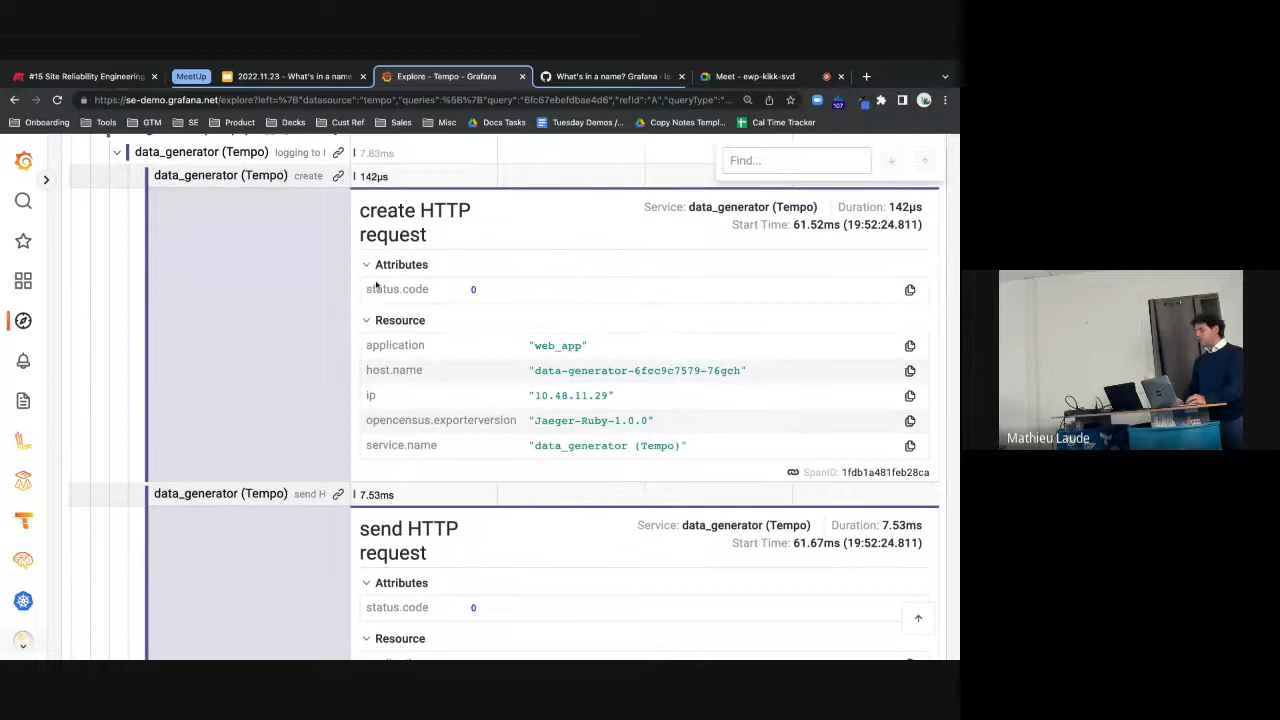 #15 Site Reliability Engineering
MeetUp
2022.11.23 - What's in a name
Explore - Tempo - Grafana
What's in a name? Grafana · Is
Meet - ewp-kikk-svd
https://se-demo.grafana.net/explore?left=%7B"datasource":"tempo","queries":%5B%7B"query":"6fc67ebefdbae4d6","refId":"A","queryType":"...
107
Onboarding
Tools
GTM
SE
Product
Decks
Cust Ref
Sales
Misc
Docs Tasks
Tuesday Demos /...
Copy Notes Templ...
Cal Time Tracker
data_generator (Tempo) logging to l
7.83ms
Find...
data_generator (Tempo) create
142μs
create HTTP
request
Service: data_generator (Tempo) Duration: 142μs
Start Time: 61.52ms (19:52:24.811)
Attributes
status.code 0
Resource
application "web_app"
host.name "data-generator-6fcc9c7579-76gch"
ip "10.48.11.29"
opencensus.exporterversion "Jaeger-Ruby-1.0.0"
service.name "data_generator (Tempo)"
SpanID: 1fdb1a481feb28ca
data_generator (Tempo) send H
7.53ms
send HTTP
request
Service: data_generator (Tempo) Duration: 7.53ms
Start Time: 61.67ms (19:52:24.811)
Attributes
status.code 0
Resource
Mathieu Laude